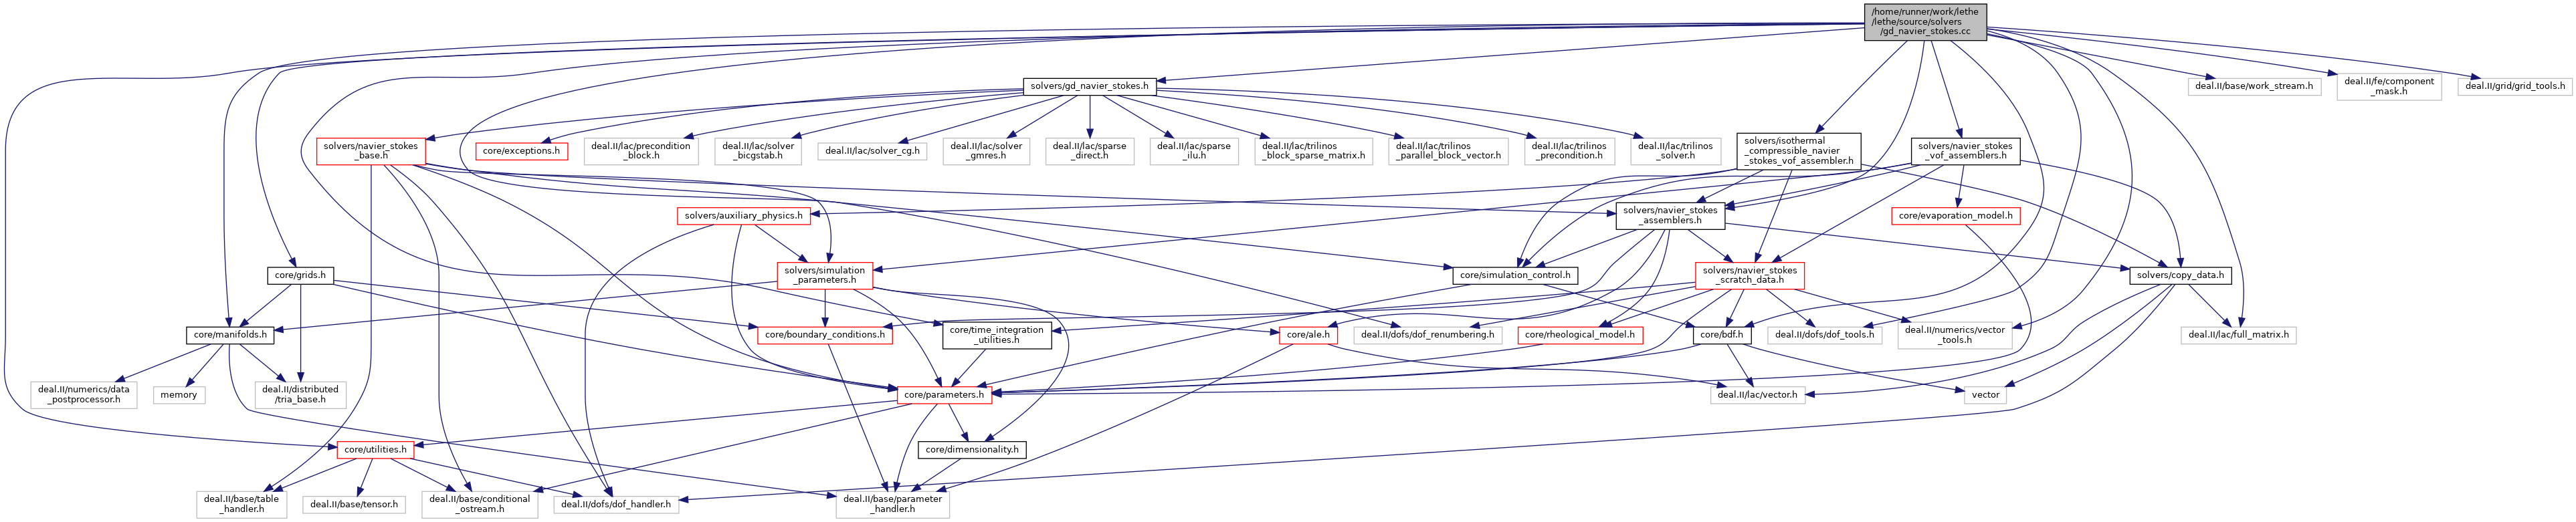 /home/runner/work/lethe
/lethe/source/solvers
/gd_navier_stokes.cc
solvers/gd_navier_stokes.h
deal.II/base/work_stream.h
deal.II/fe/component
_mask.h
deal.II/grid/grid_tools.h
solvers/navier_stokes
_base.h
core/exceptions.h
deal.II/lac/precondition
_block.h
deal.II/lac/solver
_bicgstab.h
deal.II/lac/solver_cg.h
deal.II/lac/solver
_gmres.h
deal.II/lac/sparse
_direct.h
deal.II/lac/sparse
_ilu.h
deal.II/lac/trilinos
_block_sparse_matrix.h
deal.II/lac/trilinos
_parallel_block_vector.h
deal.II/lac/trilinos
_precondition.h
deal.II/lac/trilinos
_solver.h
solvers/isothermal
_compressible_navier
_stokes_vof_assembler.h
solvers/navier_stokes
_vof_assemblers.h
solvers/auxiliary_physics.h
solvers/navier_stokes
_assemblers.h
core/evaporation_model.h
core/grids.h
solvers/simulation
_parameters.h
core/simulation_control.h
solvers/navier_stokes
_scratch_data.h
solvers/copy_data.h
core/manifolds.h
core/boundary_conditions.h
core/time_integration
_utilities.h
core/ale.h
deal.II/dofs/dof_renumbering.h
core/rheological_model.h
core/bdf.h
deal.II/dofs/dof_tools.h
deal.II/numerics/vector
_tools.h
deal.II/lac/full_matrix.h
deal.II/numerics/data
_postprocessor.h
memory
deal.II/distributed
/tria_base.h
core/parameters.h
deal.II/lac/vector.h
vector
core/utilities.h
core/dimensionality.h
deal.II/base/table
_handler.h
deal.II/base/tensor.h
deal.II/base/conditional
_ostream.h
deal.II/dofs/dof_handler.h
deal.II/base/parameter
_handler.h